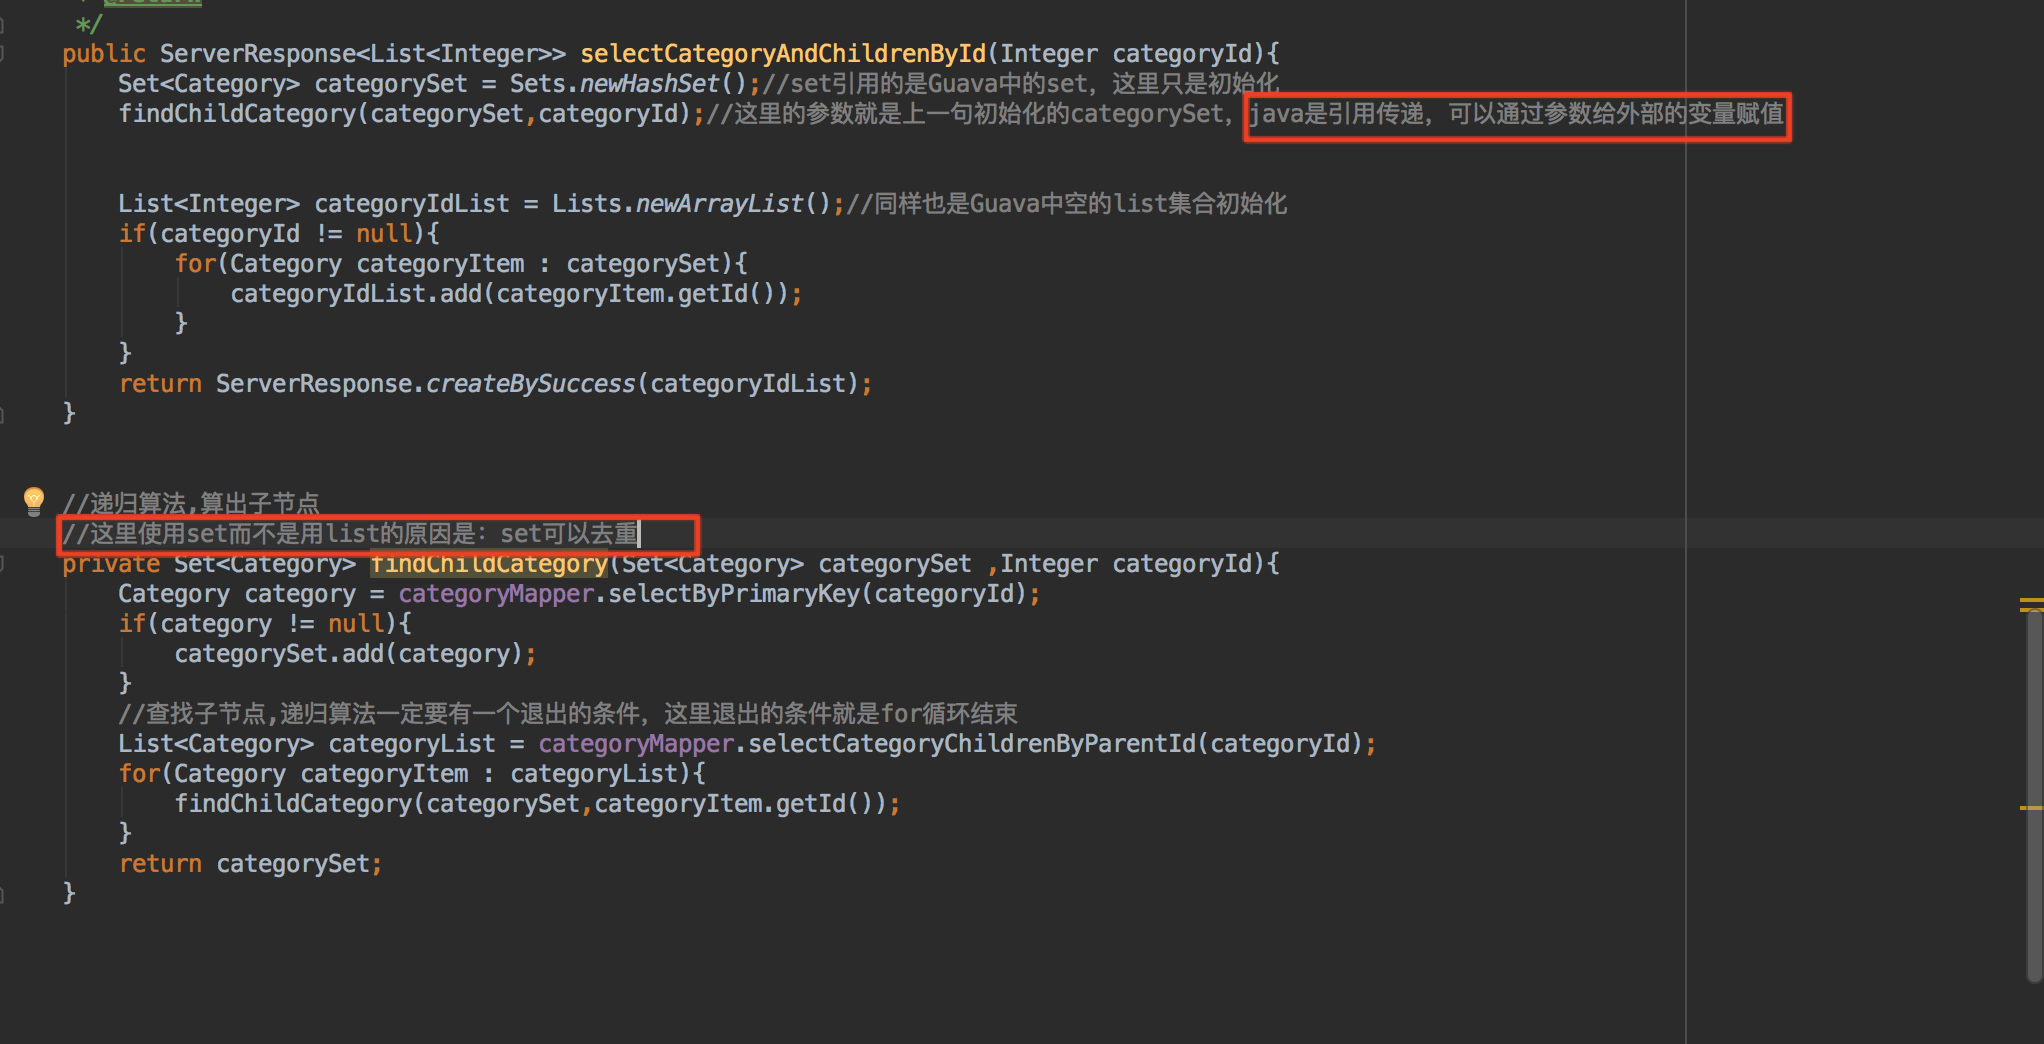 */
public ServerResponse<List<Integer>> selectCategoryAndChildrenById(Integer categoryId){
Set<Category> categorySet = Sets.newHashSet();//set引用的是Guava中的set，这里只是初始化
findChildCategory(categorySet,categoryId);//这里的参数就是上一句初始化的categorySet，java是引用传递，可以通过参数给外部的变量赋值
List<Integer> categoryIdList = Lists.newArrayList();//同样也是Guava中空的list集合初始化
if(categoryId != null){
for(Category categoryItem : categorySet){
categoryIdList.add(categoryItem.getId());
}
}
return ServerResponse.createBySuccess(categoryIdList);
}
//递归算法,算出子节点
//这里使用set而不是用list的原因是：set可以去重
private Set<Category> findChildCategory(Set<Category> categorySet ,Integer categoryId){
Category category = categoryMapper.selectByPrimaryKey(categoryId);
if(category != null){
categorySet.add(category);
}
//查找子节点,递归算法一定要有一个退出的条件，这里退出的条件就是for循环结束
List<Category> categoryList = categoryMapper.selectCategoryChildrenByParentId(categoryId);
for(Category categoryItem : categoryList){
findChildCategory(categorySet,categoryItem.getId());
}
return categorySet;
}